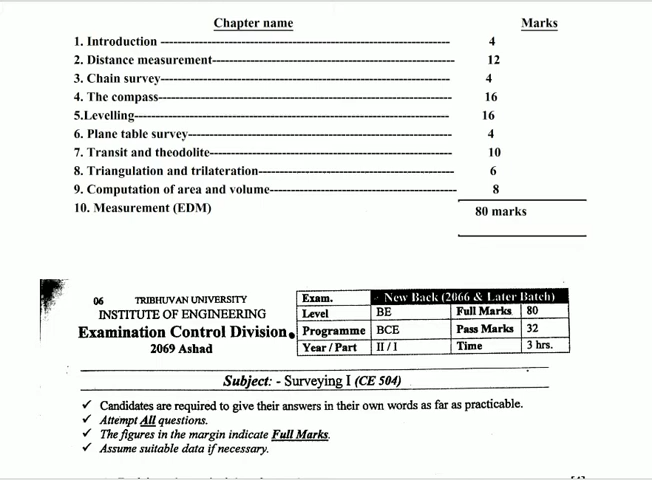 Chapter name Marks
1. Introduction ---------------------------------------------------- 4
2. Distance measurement-------------------------------------------- 12
3. Chain survey---------------------------------------------------- 4
4. The compass---------------------------------------------------- 16
5.Levelling-------------------------------------------------------- 16
6. Plane table survey---------------------------------------------- 4
7. Transit and theodolite------------------------------------------ 10
8. Triangulation and trilateration--------------------------------- 6
9. Computation of area and volume-------------------------------- 8
10. Measurement (EDM) 80 marks
06 TRIBHUVAN UNIVERSITY
INSTITUTE OF ENGINEERING
Examination Control Division
2069 Ashad
Exam. New Back (2066 & Later Batch)
Level BE Full Marks 80
Programme BCE Pass Marks 32
Year / Part II / I Time 3 hrs.
Subject: - Surveying I (CE 504)
✓ Candidates are required to give their answers in their own words as far as practicable.
✓ Attempt All questions.
✓ The figures in the margin indicate Full Marks.
✓ Assume suitable data if necessary.